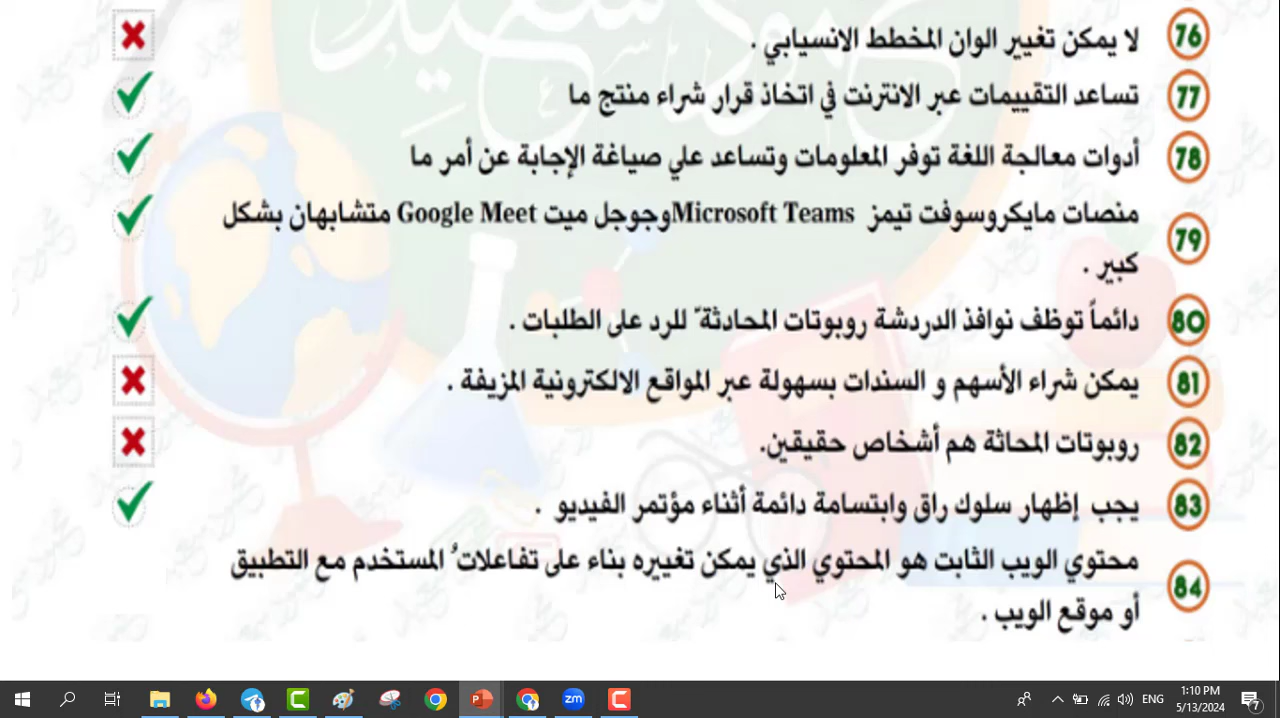 76 لا يمكن تغيير الوان المخطط الانسيابي .
77 تساعد التقييمات عبر الانترنت في اتخاذ قرار شراء منتج ما
78 أدوات معالجة اللغة توفر المعلومات وتساعد علي صياغة الإجابة عن أمر ما
79 منصات مايكروسوفت تيمز Microsoft Teams وجوجل ميت Google Meet متشابهان بشكل
كبير .
80 دائماً توظف نوافذ الدردشة روبوتات المحادثة ّ للرد على الطلبات .
81 يمكن شراء الأسهم و السندات بسهولة عبر المواقع الالكترونية المزيفة .
82 روبوتات المحاثة هم أشخاص حقيقين.
83 يجب إظهار سلوك راق وابتسامة دائمة أثناء مؤتمر الفيديو .
84 محتوي الويب الثابت هو المحتوي الذي يمكن تغييره بناء على تفاعلات ُ المستخدم مع التطبيق
أو موقع الويب .
ENG
1:10 PM
5/13/2024
7
zm